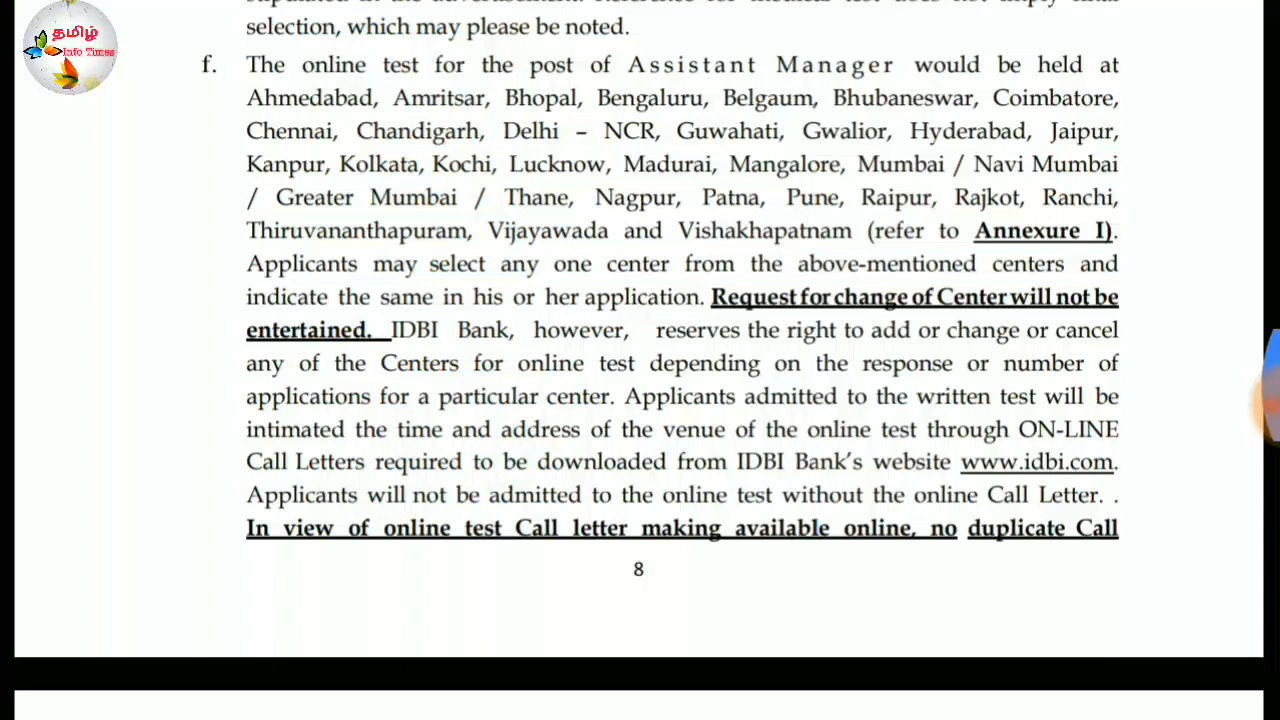 தமிழ்
Info Times
selection, which may please be noted.
f. The online test for the post of Assistant Manager would be held at
Ahmedabad, Amritsar, Bhopal, Bengaluru, Belgaum, Bhubaneswar, Coimbatore,
Chennai, Chandigarh, Delhi – NCR, Guwahati, Gwalior, Hyderabad, Jaipur,
Kanpur, Kolkata, Kochi, Lucknow, Madurai, Mangalore, Mumbai / Navi Mumbai
/ Greater Mumbai / Thane, Nagpur, Patna, Pune, Raipur, Rajkot, Ranchi,
Thiruvananthapuram, Vijayawada and Vishakhapatnam (refer to Annexure I).
Applicants may select any one center from the above-mentioned centers and
indicate the same in his or her application. Request for change of Center will not be
entertained. IDBI Bank, however, reserves the right to add or change or cancel
any of the Centers for online test depending on the response or number of
applications for a particular center. Applicants admitted to the written test will be
intimated the time and address of the venue of the online test through ON-LINE
Call Letters required to be downloaded from IDBI Bank's website www.idbi.com.
Applicants will not be admitted to the online test without the online Call Letter. .
In view of online test Call letter making available online, no duplicate Call
8